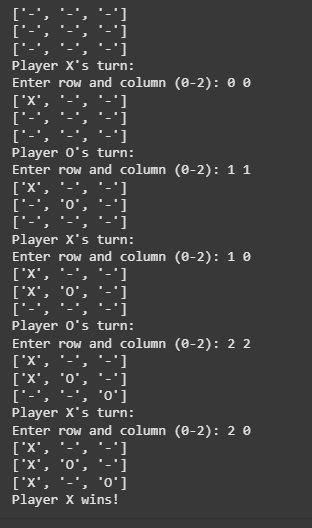 ['-', '-', '-']
['-', '-', '-']
['-', '-', '-']
Player X's turn:
Enter row and column (0-2): 0 0
['X', '-', '-']
['-', '-', '-']
['-', '-', '-']
Player O's turn:
Enter row and column (0-2): 1 1
['X', '-', '-']
['-', 'O', '-']
['-', '-', '-']
Player X's turn:
Enter row and column (0-2): 1 0
['X', '-', '-']
['X', 'O', '-']
['-', '-', '-']
Player O's turn:
Enter row and column (0-2): 2 2
['X', '-', '-']
['X', 'O', '-']
['-', '-', 'O']
Player X's turn:
Enter row and column (0-2): 2 0
['X', '-', '-']
['X', 'O', '-']
['X', '-', 'O']
Player X wins!